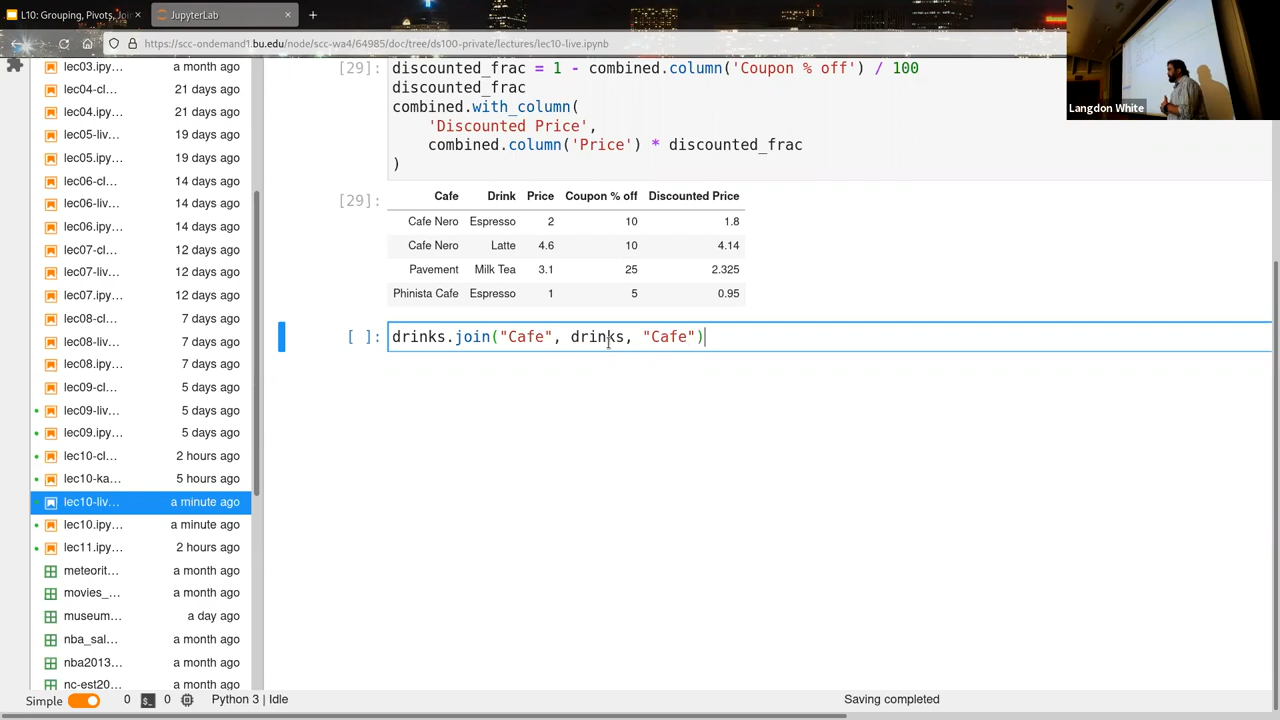 L10: Grouping, Pivots, Joi
JupyterLab
https://scc-ondemand1.bu.edu/node/scc-wa4/64985/doc/tree/ds100-private/lectures/lec10-live.ipynb
Langdon White
lec03.ipy... a month ago
lec04-cl... 21 days ago
lec04.ipy... 21 days ago
lec05-liv... 19 days ago
lec05.ipy... 19 days ago
lec06-cl... 14 days ago
lec06-liv... 14 days ago
lec06.ipy... 14 days ago
lec07-cl... 12 days ago
lec07-liv... 12 days ago
lec07.ipy... 12 days ago
lec08-cl... 7 days ago
lec08-liv... 7 days ago
lec08.ipy... 7 days ago
lec09-cl... 5 days ago
lec09-liv... 5 days ago
lec09.ipy... 5 days ago
lec10-cl... 2 hours ago
lec10-ka... 5 hours ago
lec10-liv... a minute ago
lec10.ipy... a minute ago
lec11.ipy... 2 hours ago
meteorit... a month ago
movies_... a month ago
museum... a day ago
nba_sal... a month ago
nba2013... a month ago
nc-est20... a month ago
[29]: discounted_frac = 1 - combined.column('Coupon % off') / 100
discounted_frac
combined.with_column(
'Discounted Price',
combined.column('Price') * discounted_frac
)
[29]: Cafe Drink Price Coupon % off Discounted Price
Cafe Nero Espresso 2 10 1.8
Cafe Nero Latte 4.6 10 4.14
Pavement Milk Tea 3.1 25 2.325
Phinista Cafe Espresso 1 5 0.95
[ ]: drinks.join("Cafe", drinks, "Cafe")
Simple 0 $_ 0 Python 3 | Idle Saving completed